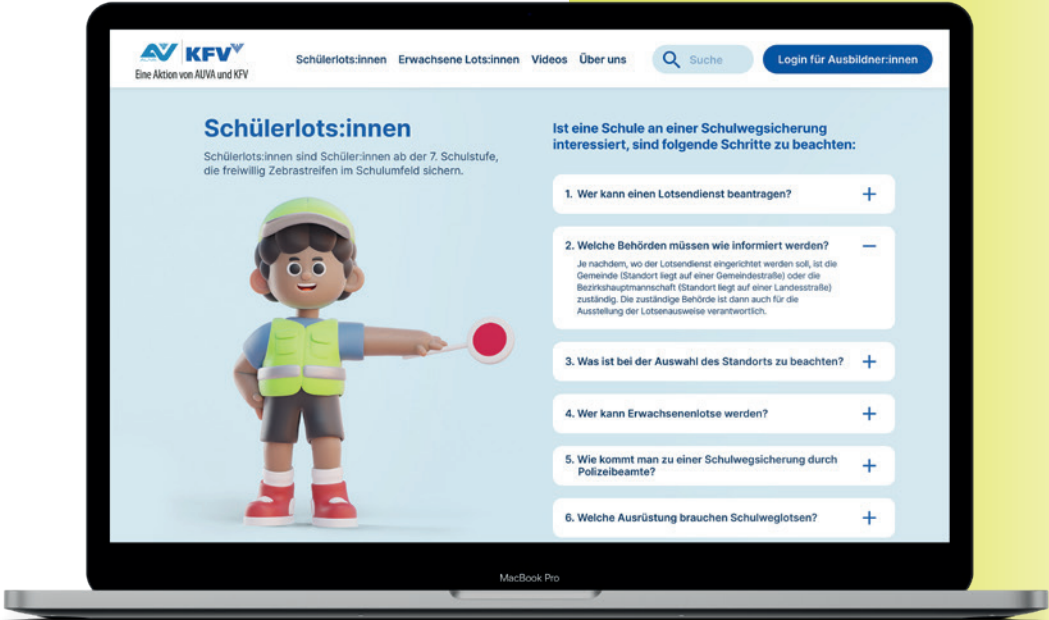 KFV
Eine Aktion von AUVA und KFV
Schülerlots:innen Erwachsene Lots:innen Videos Über uns
Suche
Login für Ausbildner:innen
Schülerlots:innen
Schülerlots:innen sind Schüler:innen ab der 7. Schulstufe,
die freiwillig Zebrastreifen im Schulumfeld sichern.
Ist eine Schule an einer Schulwegsicherung
interessiert, sind folgende Schritte zu beachten:
1. Wer kann einen Lotsendienst beantragen?
2. Welche Behörden müssen wie informiert werden?
Je nachdem, wo der Lotsendienst eingerichtet werden soll, ist die
Gemeinde (Standort liegt auf einer Gemeindestraße) oder die
Bezirkshauptmannschaft (Standort liegt auf einer Landesstraße)
zuständig. Die zuständige Behörde ist dann auch für die
Ausstellung der Lotsenausweise verantwortlich.
3. Was ist bei der Auswahl des Standorts zu beachten?
4. Wer kann Erwachsenenlotse werden?
5. Wie kommt man zu einer Schulwegsicherung durch
Polizeibeamte?
6. Welche Ausrüstung brauchen Schulweglotsen?
MacBook Pro